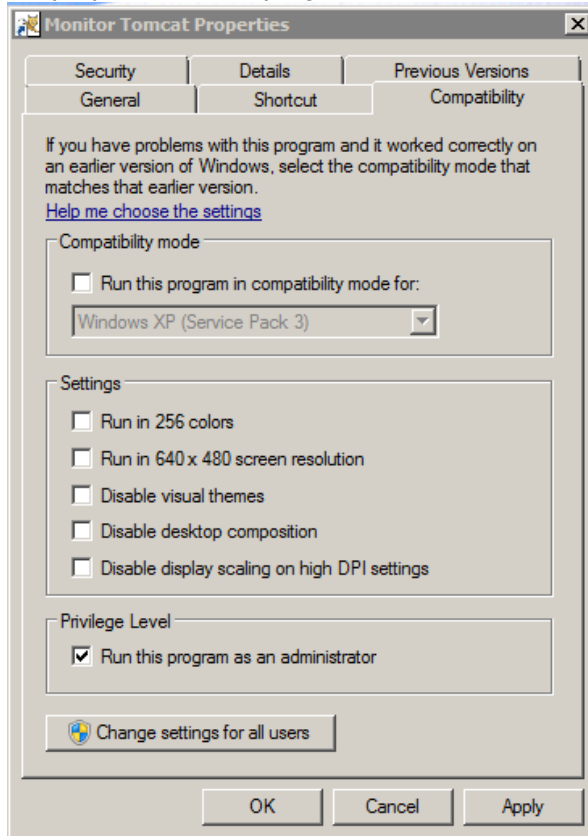 Monitor Tomcat Properties
Security Details Previous Versions
General Shortcut Compatibility
If you have problems with this program and it worked correctly on
an earlier version of Windows, select the compatibility mode that
matches that earlier version.
Help me choose the settings
Compatibility mode
Run this program in compatibility mode for:
Windows XP (Service Pack 3)
Settings
Run in 256 colors
Run in 640 x 480 screen resolution
Disable visual themes
Disable desktop composition
Disable display scaling on high DPI settings
Privilege Level
Run this program as an administrator
Change settings for all users
OK Cancel Apply